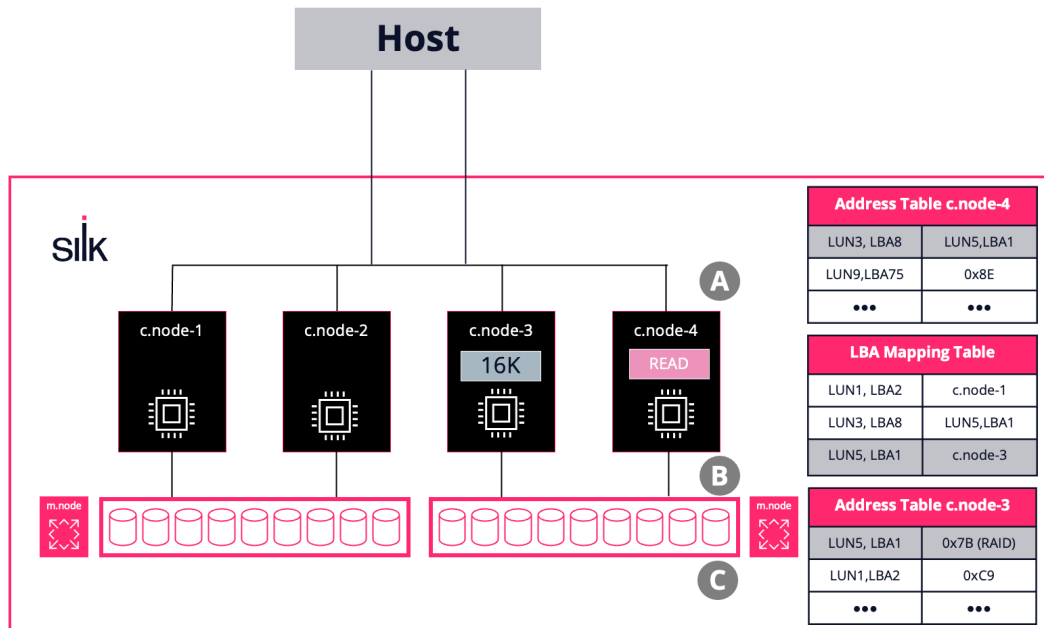 Host
silk
A
c.node-1
c.node-2
c.node-3
c.node-4
16K
READ
B
m.node
m.node
C
Address Table c.node-4
LUN3, LBA8 LUN5,LBA1
LUN9,LBA75 0x8E
••• •••
LBA Mapping Table
LUN1, LBA2 c.node-1
LUN3, LBA8 LUN5,LBA1
LUN5, LBA1 c.node-3
Address Table c.node-3
LUN5, LBA1 0x7B (RAID)
LUN1,LBA2 0xC9
••• •••